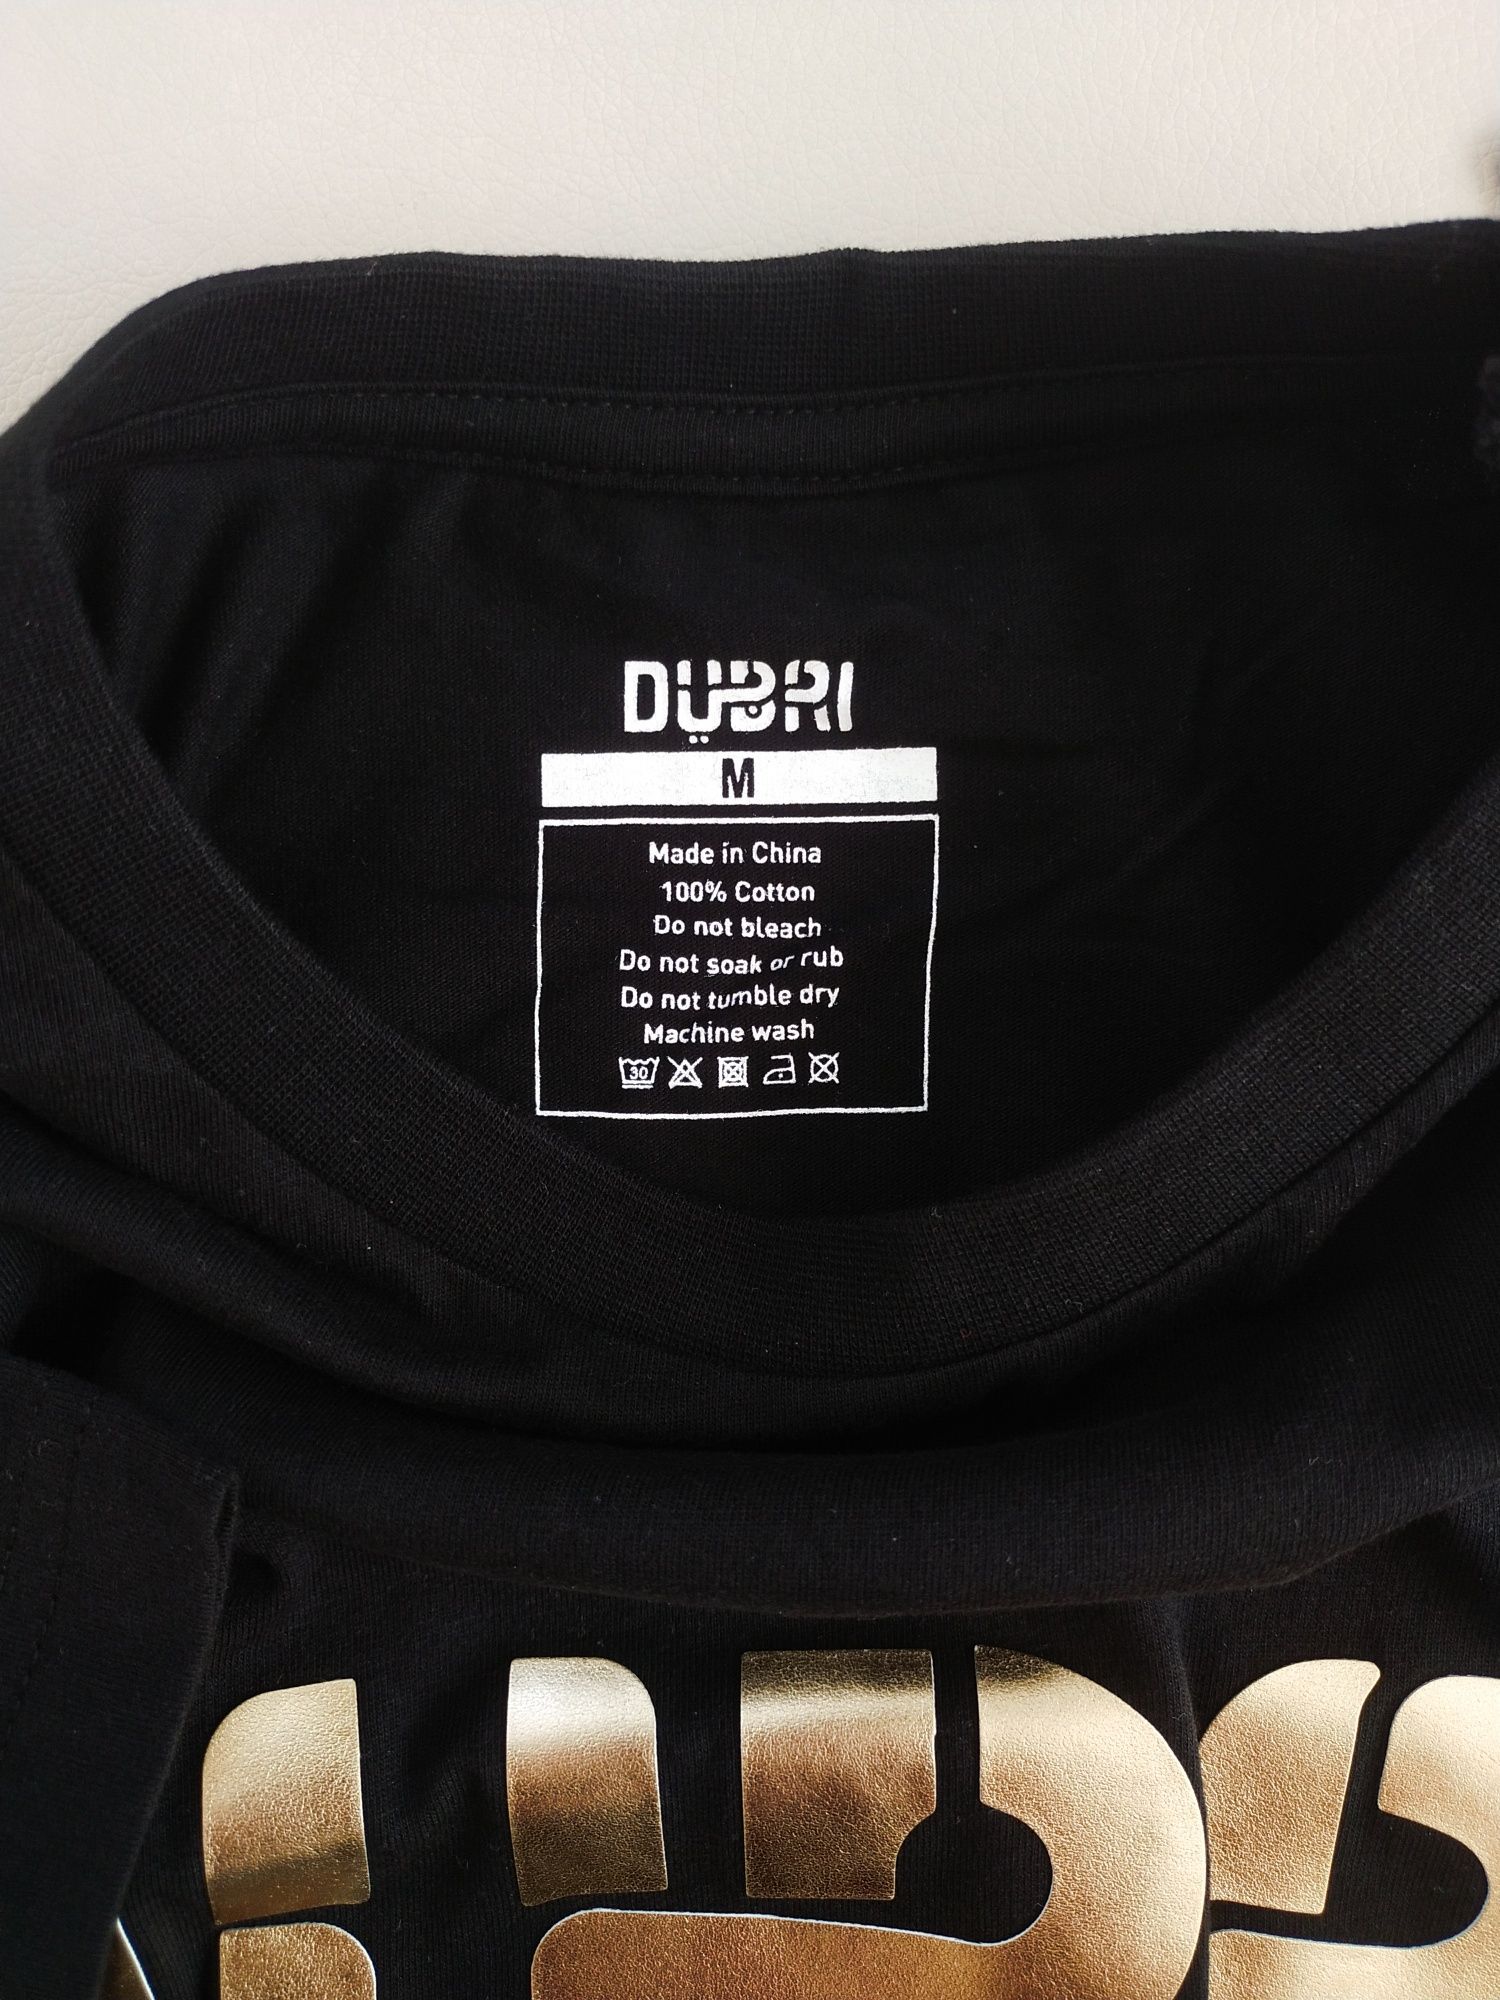 DUBAI
M
Made in China
100% Cotton
Do not bleach
Do not soak or rub
Do not tumble dry
Machine wash
30